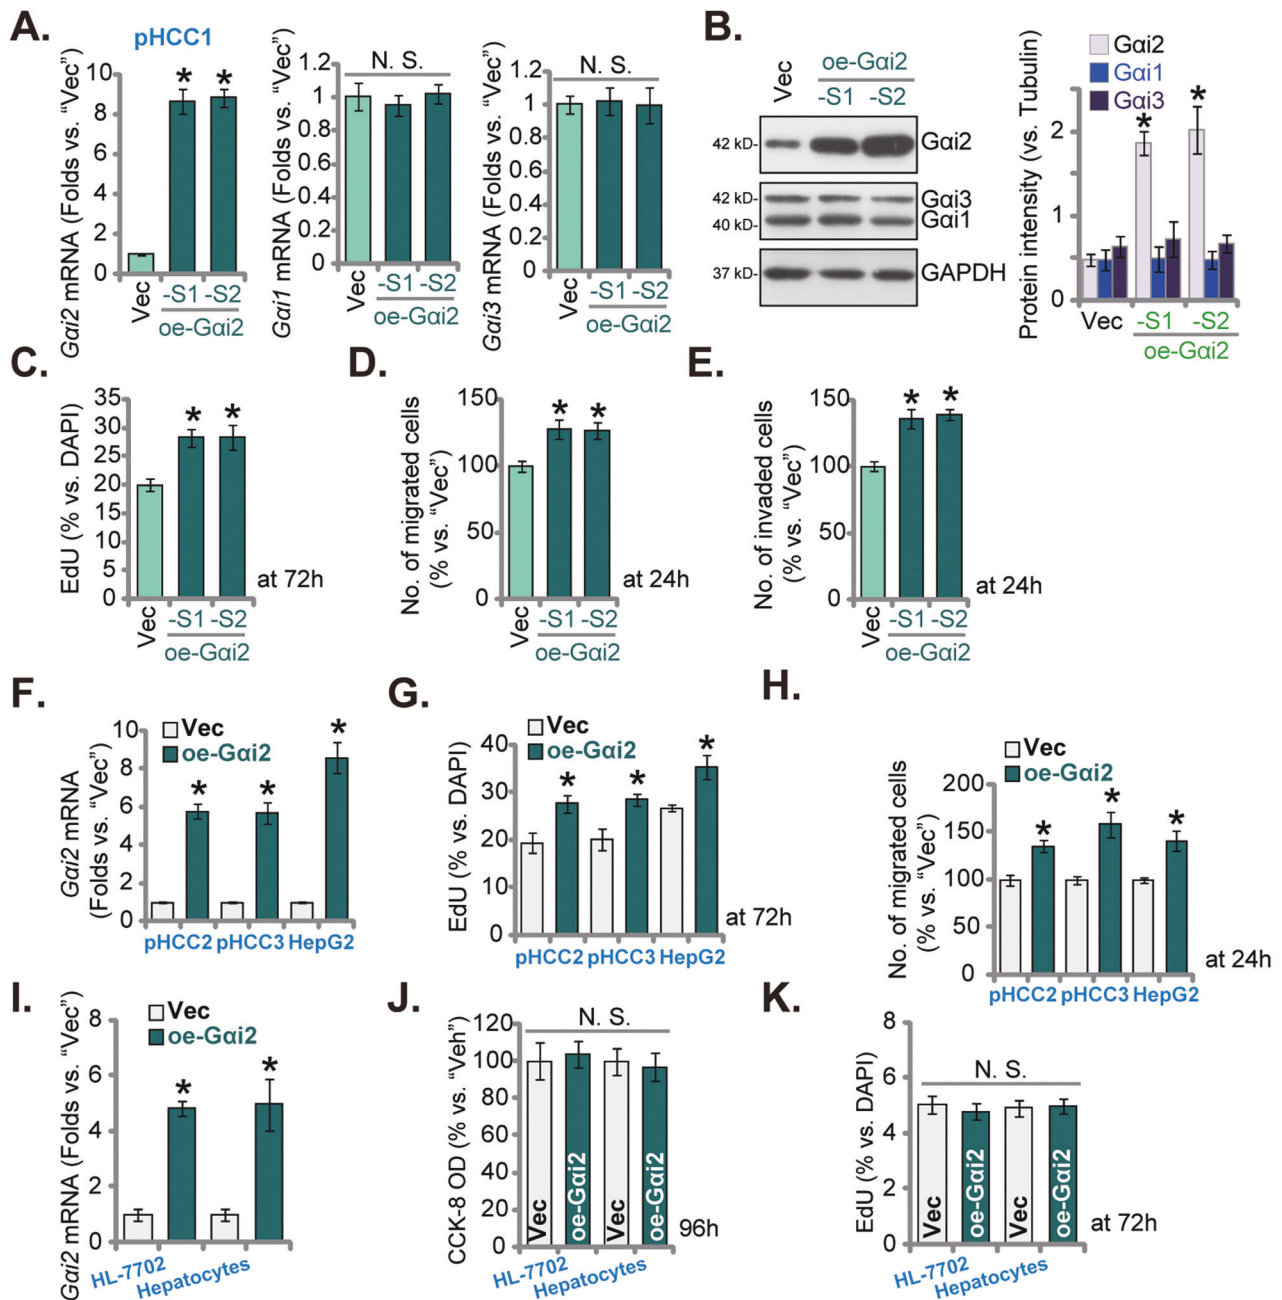 A.
pHCC1
Gαi2 mRNA (Folds vs. “Vec”)
10
8
6
4
2
0
* *
Vec
-S1 -S2
oe-Gαi2
Gαi1 mRNA (Folds vs. “Vec”)
N. S.
1.2
1
0.8
0.6
0.4
0.2
0
Vec
-S1 -S2
oe-Gαi2
Gαi3 mRNA (Folds vs. “Vec”)
N. S.
1.2
1
0.8
0.6
0.4
0.2
0
Vec
-S1 -S2
oe-Gαi2
B.
Vec
oe-Gαi2
-S1 -S2
42 kD- Gαi2
42 kD- Gαi3
40 kD- Gαi1
37 kD- GAPDH
Gαi2
Gαi1
Gαi3
Protein intensity (vs. Tubulin)
2
1
0
* *
Vec -S1 -S2
oe-Gαi2
C.
EdU (% vs. DAPI)
35
30
25
20
15
10
5
0
* *
at 72h
Vec
-S1 -S2
oe-Gαi2
D.
No. of migrated cells
(% vs. “Vec”)
150
100
50
0
* *
at 24h
Vec
-S1 -S2
oe-Gαi2
E.
No. of invaded cells
(% vs. “Vec”)
150
100
50
0
* *
at 24h
Vec
-S1 -S2
oe-Gαi2
F.
Vec
oe-Gαi2
Gαi2 mRNA
(Folds vs. “Vec”)
10
8
6
4
2
0
* * *
pHCC2 pHCC3 HepG2
G.
Vec
oe-Gαi2
EdU (% vs. DAPI)
40
30
20
10
0
* * *
at 72h
pHCC2 pHCC3 HepG2
H.
Vec
oe-Gαi2
No. of migrated cells
(% vs. “Vec”)
200
150
100
50
0
* * *
at 24h
pHCC2 pHCC3 HepG2
I.
Vec
oe-Gαi2
Gαi2 mRNA (Folds vs. “Vec”)
8
6
4
2
0
* *
HL-7702
Hepatocytes
J.
CCK-8 OD (% vs. “Veh”)
N. S.
120
100
80
60
40
20
0
Vec
oe-Gαi2
Vec
oe-Gαi2
96h
HL-7702
Hepatocytes
K.
EdU (% vs. DAPI)
N. S.
8
6
4
2
0
Vec
oe-Gαi2
Vec
oe-Gαi2
at 72h
HL-7702
Hepatocytes